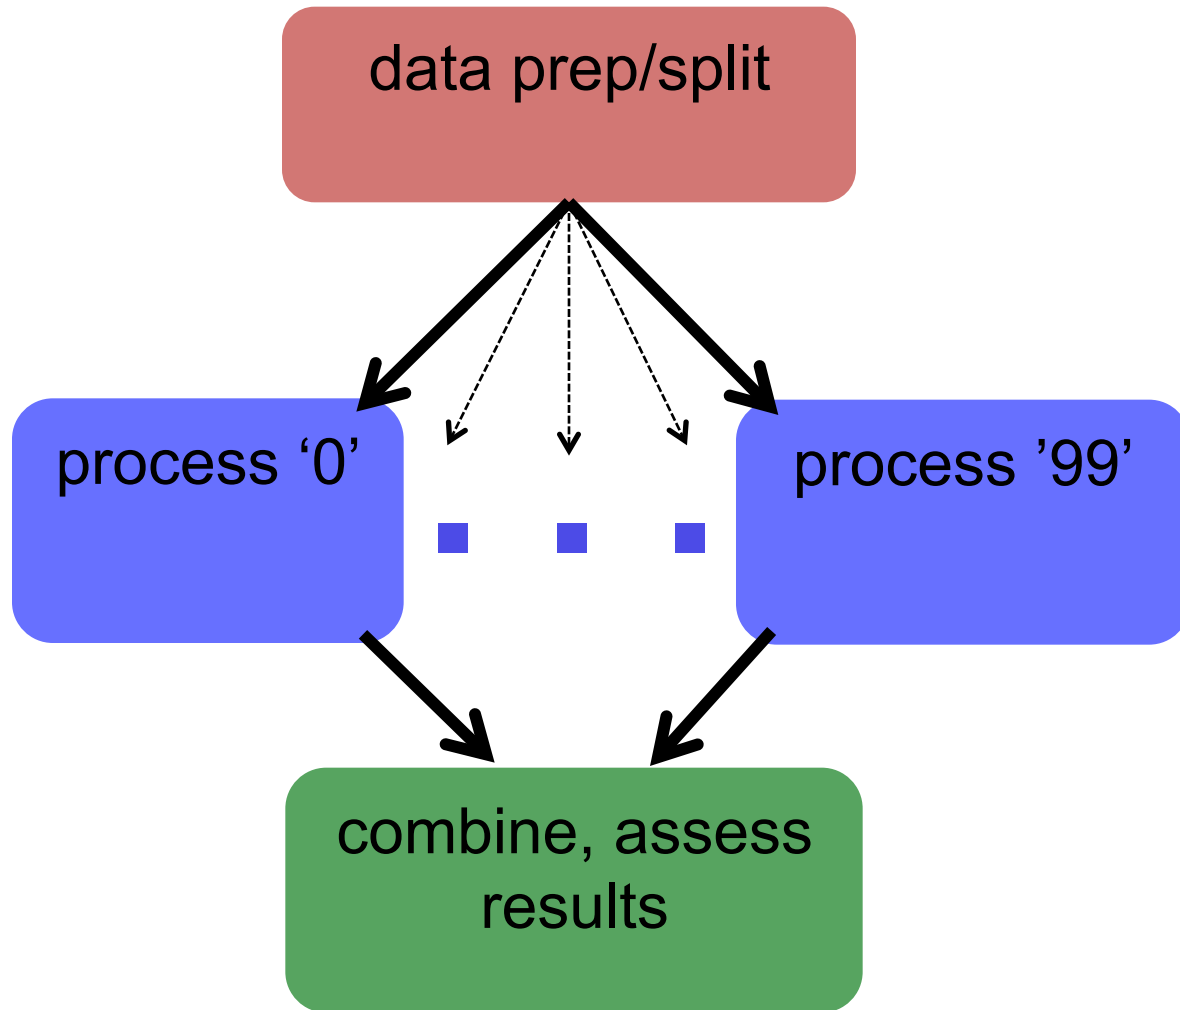 data prep/split
process ‘0’
process ’99’
combine, assess
results